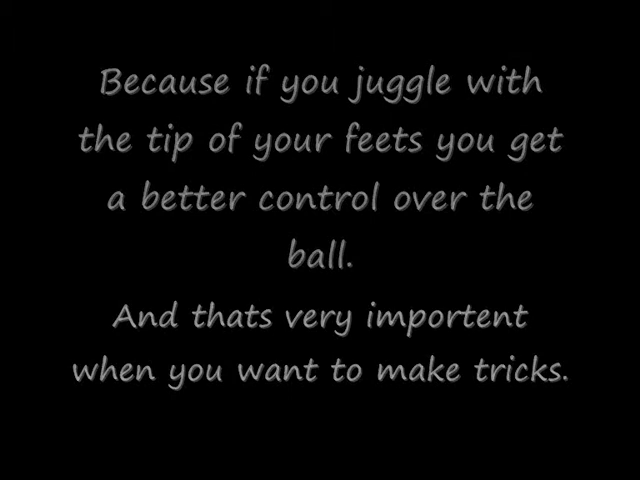 Because if you juggle with
the tip of your feets you get
a better control over the
ball.
And thats very importent
when you want to make tricks.